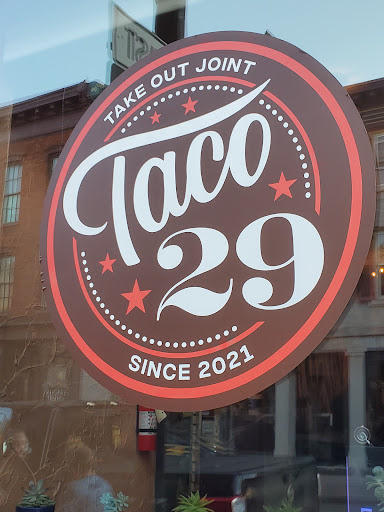 TAKE OUT JOINT
Taco
29
SINCE 2021